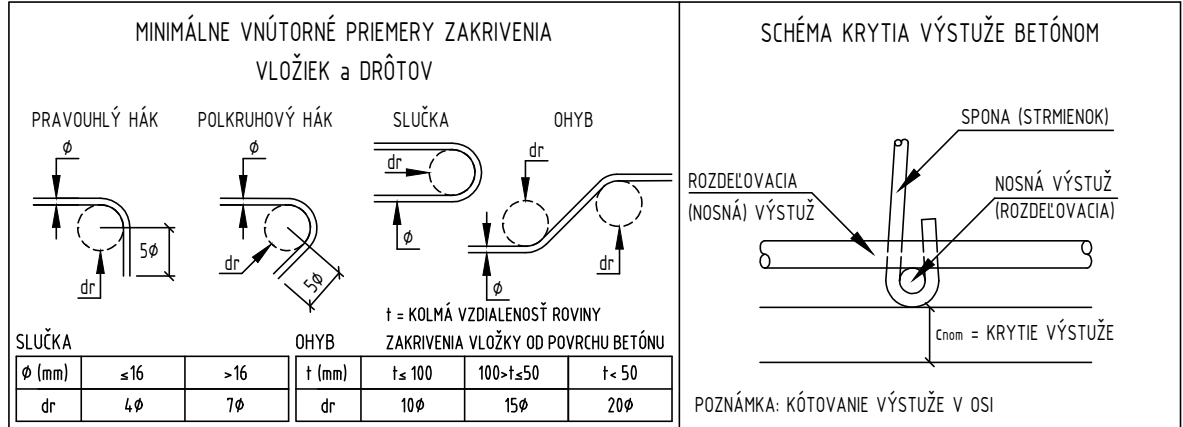 MINIMÁLNE VNÚTORNÉ PRIEMERY ZAKRIVENIA
VLOŽIEK a DRÔTOV
PRAVOUHLÝ HÁK POLKRUHOVÝ HÁK SLUČKA OHYB
ϕ ϕ dr dr
5ϕ dr
dr 5ϕ ϕ
ϕ dr
t = KOLMÁ VZDIALENOSŤ ROVINY
ZAKRIVENIA VLOŽKY OD POVRCHU BETÓNU
SLUČKA
ϕ (mm) ≤16 >16
dr 4ϕ 7ϕ
OHYB
t (mm) t≤ 100 100>t≤50 t< 50
dr 10ϕ 15ϕ 20ϕ
SCHÉMA KRYTIA VÝSTUŽE BETÓNOM
SPONA (STRMIENOK)
ROZDEĽOVACIA
(NOSNÁ) VÝSTUŽ
NOSNÁ VÝSTUŽ
(ROZDEĽOVACIA)
Cnom = KRYTIE VÝSTUŽE
POZNÁMKA: KÓTOVANIE VÝSTUŽE V OSI